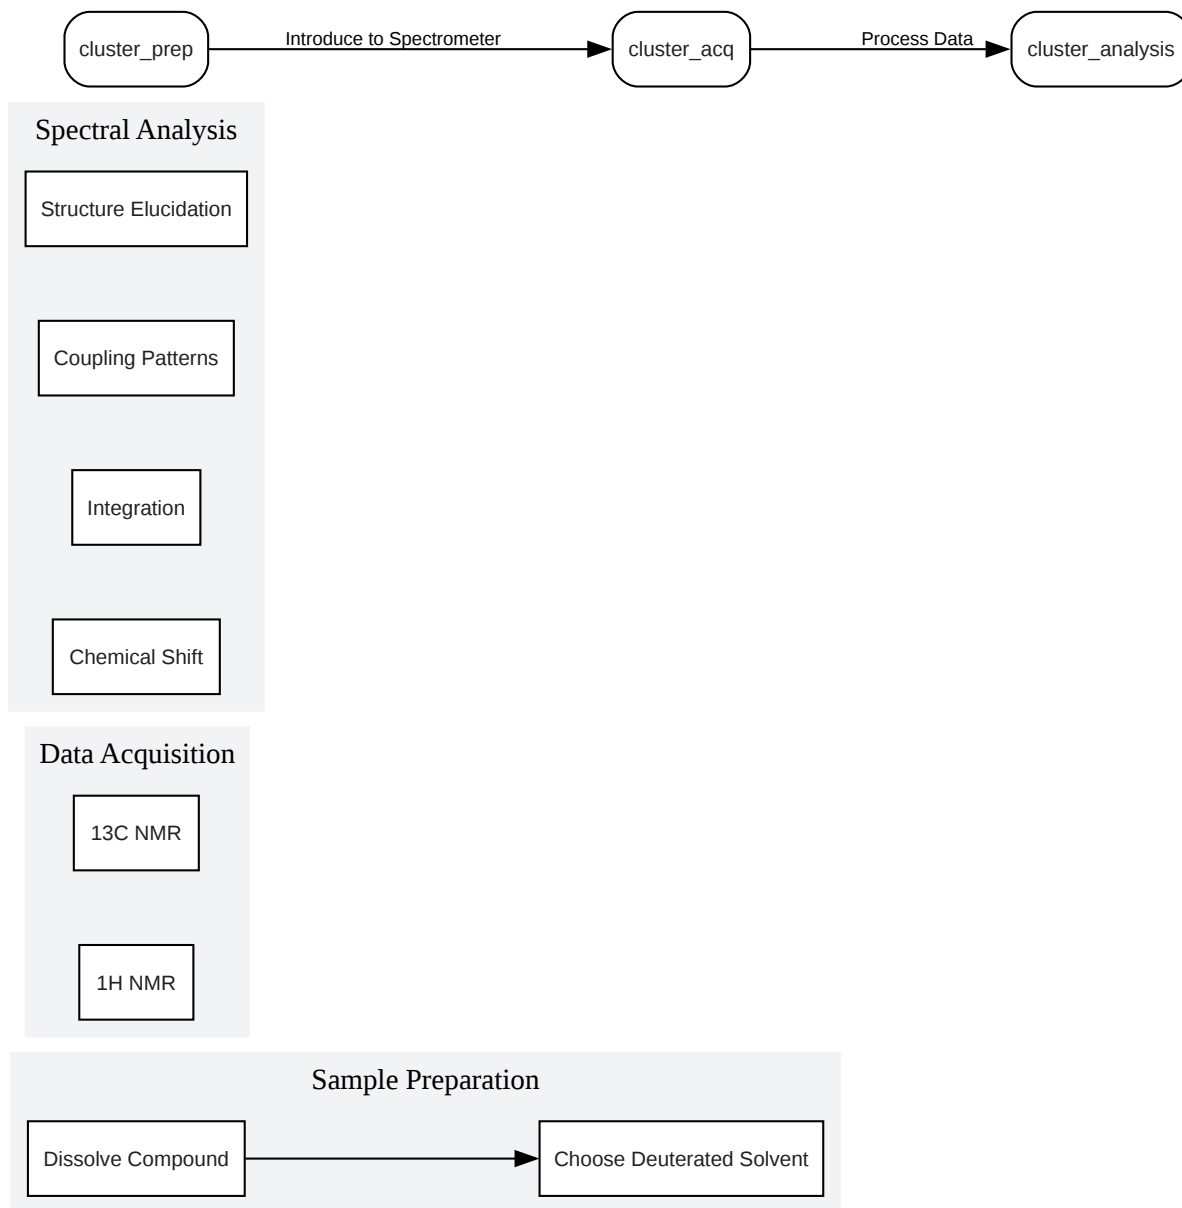 cluster_prep
Introduce to Spectrometer
cluster_acq
Process Data
cluster_analysis
Spectral Analysis
Structure Elucidation
Coupling Patterns
Integration
Chemical Shift
Data Acquisition
13C NMR
1H NMR
Sample Preparation
Dissolve Compound
Choose Deuterated Solvent